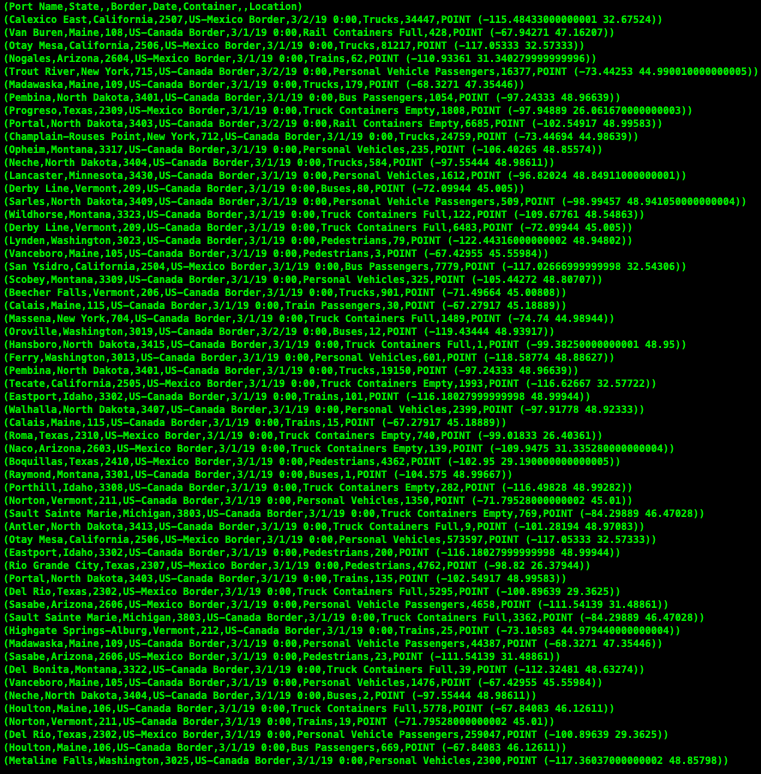 (Port Name,State,,Border,Date,Container,,Location)
(Calexico East,California,2507,US-Mexico Border,3/2/19 0:00,Trucks,34447,POINT (-115.48433000000001 32.67524))
(Van Buren,Maine,108,US-Canada Border,3/1/19 0:00,Rail Containers Full,428,POINT (-67.94271 47.16207))
(Otay Mesa,California,2506,US-Mexico Border,3/1/19 0:00,Trucks,81217,POINT (-117.05333 32.57333))
(Nogales,Arizona,2604,US-Mexico Border,3/1/19 0:00,Trains,62,POINT (-110.93361 31.340279999999996))
(Trout River,New York,715,US-Canada Border,3/2/19 0:00,Personal Vehicle Passengers,16377,POINT (-73.44253 44.990010000000005))
(Madawaska,Maine,109,US-Canada Border,3/1/19 0:00,Trucks,179,POINT (-68.3271 47.35446))
(Pembina,North Dakota,3401,US-Canada Border,3/1/19 0:00,Bus Passengers,1054,POINT (-97.24333 48.96639))
(Progreso,Texas,2309,US-Mexico Border,3/1/19 0:00,Truck Containers Empty,1808,POINT (-97.94889 26.061670000000003))
(Portal,North Dakota,3403,US-Canada Border,3/2/19 0:00,Rail Containers Empty,6685,POINT (-102.54917 48.99583))
(Champlain-Rouses Point,New York,712,US-Canada Border,3/1/19 0:00,Trucks,24759,POINT (-73.44694 44.98639))
(Opheim,Montana,3317,US-Canada Border,3/1/19 0:00,Personal Vehicles,235,POINT (-106.40265 48.85574))
(Neche,North Dakota,3404,US-Canada Border,3/1/19 0:00,Trucks,584,POINT (-97.55444 48.98611))
(Lancaster,Minnesota,3430,US-Canada Border,3/1/19 0:00,Personal Vehicles,1612,POINT (-96.82024 48.84911000000001))
(Derby Line,Vermont,209,US-Canada Border,3/1/19 0:00,Buses,80,POINT (-72.09944 45.005))
(Sarles,North Dakota,3409,US-Canada Border,3/1/19 0:00,Personal Vehicle Passengers,509,POINT (-98.99457 48.941050000000004))
(Wildhorse,Montana,3323,US-Canada Border,3/1/19 0:00,Truck Containers Full,122,POINT (-109.67761 48.54863))
(Derby Line,Vermont,209,US-Canada Border,3/1/19 0:00,Truck Containers Full,6483,POINT (-72.09944 45.005))
(Lynden,Washington,3023,US-Canada Border,3/1/19 0:00,Pedestrians,79,POINT (-122.44316000000002 48.94802))
(Vanceboro,Maine,105,US-Canada Border,3/1/19 0:00,Pedestrians,3,POINT (-67.42955 45.55984))
(San Ysidro,California,2504,US-Mexico Border,3/1/19 0:00,Bus Passengers,7779,POINT (-117.02666999999998 32.54306))
(Scobey,Montana,3309,US-Canada Border,3/1/19 0:00,Personal Vehicles,325,POINT (-105.44272 48.80707))
(Beecher Falls,Vermont,206,US-Canada Border,3/1/19 0:00,Trucks,901,POINT (-71.49664 45.00808))
(Calais,Maine,115,US-Canada Border,3/1/19 0:00,Train Passengers,30,POINT (-67.27917 45.18889))
(Massena,New York,704,US-Canada Border,3/1/19 0:00,Truck Containers Full,1489,POINT (-74.74 44.98944))
(Oroville,Washington,3019,US-Canada Border,3/2/19 0:00,Buses,12,POINT (-119.43444 48.93917))
(Hansboro,North Dakota,3415,US-Canada Border,3/1/19 0:00,Truck Containers Full,1,POINT (-99.38250000000001 48.95))
(Ferry,Washington,3013,US-Canada Border,3/1/19 0:00,Personal Vehicles,601,POINT (-118.58774 48.88627))
(Pembina,North Dakota,3401,US-Canada Border,3/1/19 0:00,Trucks,19150,POINT (-97.24333 48.96639))
(Tecate,California,2505,US-Mexico Border,3/1/19 0:00,Truck Containers Empty,1993,POINT (-116.62667 32.57722))
(Eastport,Idaho,3302,US-Canada Border,3/1/19 0:00,Trains,101,POINT (-116.18027999999998 48.99944))
(Walhalla,North Dakota,3407,US-Canada Border,3/1/19 0:00,Personal Vehicles,2399,POINT (-97.91778 48.92333))
(Calais,Maine,115,US-Canada Border,3/1/19 0:00,Trains,15,POINT (-67.27917 45.18889))
(Roma,Texas,2310,US-Mexico Border,3/1/19 0:00,Truck Containers Empty,740,POINT (-99.01833 26.40361))
(Naco,Arizona,2603,US-Mexico Border,3/1/19 0:00,Truck Containers Empty,139,POINT (-109.9475 31.335280000000004))
(Boquillas,Texas,2410,US-Mexico Border,3/1/19 0:00,Pedestrians,4362,POINT (-102.95 29.190000000000005))
(Raymond,Montana,3301,US-Canada Border,3/1/19 0:00,Buses,1,POINT (-104.575 48.99667))
(Porthill,Idaho,3308,US-Canada Border,3/1/19 0:00,Truck Containers Empty,282,POINT (-116.49828 48.99282))
(Norton,Vermont,211,US-Canada Border,3/1/19 0:00,Personal Vehicles,1350,POINT (-71.79528000000002 45.01))
(Sault Sainte Marie,Michigan,3803,US-Canada Border,3/1/19 0:00,Truck Containers Empty,769,POINT (-84.29889 46.47028))
(Antler,North Dakota,3413,US-Canada Border,3/1/19 0:00,Truck Containers Full,9,POINT (-101.28194 48.97083))
(Otay Mesa,California,2506,US-Mexico Border,3/1/19 0:00,Personal Vehicles,573597,POINT (-117.05333 32.57333))
(Eastport,Idaho,3302,US-Canada Border,3/1/19 0:00,Pedestrians,200,POINT (-116.18027999999998 48.99944))
(Rio Grande City,Texas,2307,US-Mexico Border,3/1/19 0:00,Pedestrians,4762,POINT (-98.82 26.37944))
(Portal,North Dakota,3403,US-Canada Border,3/1/19 0:00,Trains,135,POINT (-102.54917 48.99583))
(Del Rio,Texas,2302,US-Mexico Border,3/1/19 0:00,Truck Containers Full,5295,POINT (-100.89639 29.3625))
(Sasabe,Arizona,2606,US-Mexico Border,3/1/19 0:00,Personal Vehicle Passengers,4658,POINT (-111.54139 31.48861))
(Sault Sainte Marie,Michigan,3803,US-Canada Border,3/1/19 0:00,Truck Containers Full,3362,POINT (-84.29889 46.47028))
(Highgate Springs-Alburg,Vermont,212,US-Canada Border,3/1/19 0:00,Trains,25,POINT (-73.10583 44.979440000000004))
(Madawaska,Maine,109,US-Canada Border,3/1/19 0:00,Personal Vehicle Passengers,44387,POINT (-68.3271 47.35446))
(Sasabe,Arizona,2606,US-Mexico Border,3/1/19 0:00,Pedestrians,23,POINT (-111.54139 31.48861))
(Del Bonita,Montana,3322,US-Canada Border,3/1/19 0:00,Truck Containers Full,39,POINT (-112.32481 48.63274))
(Vanceboro,Maine,105,US-Canada Border,3/1/19 0:00,Personal Vehicles,1476,POINT (-67.42955 45.55984))
(Neche,North Dakota,3404,US-Canada Border,3/1/19 0:00,Buses,2,POINT (-97.55444 48.98611))
(Houlton,Maine,106,US-Canada Border,3/1/19 0:00,Truck Containers Full,5778,POINT (-67.84083 46.12611))
(Norton,Vermont,211,US-Canada Border,3/1/19 0:00,Trains,19,POINT (-71.79528000000002 45.01))
(Del Rio,Texas,2302,US-Mexico Border,3/1/19 0:00,Personal Vehicle Passengers,259047,POINT (-100.89639 29.3625))
(Houlton,Maine,106,US-Canada Border,3/1/19 0:00,Bus Passengers,669,POINT (-67.84083 46.12611))
(Metaline Falls,Washington,3025,US-Canada Border,3/1/19 0:00,Personal Vehicles,2300,POINT (-117.36037000000002 48.85798))